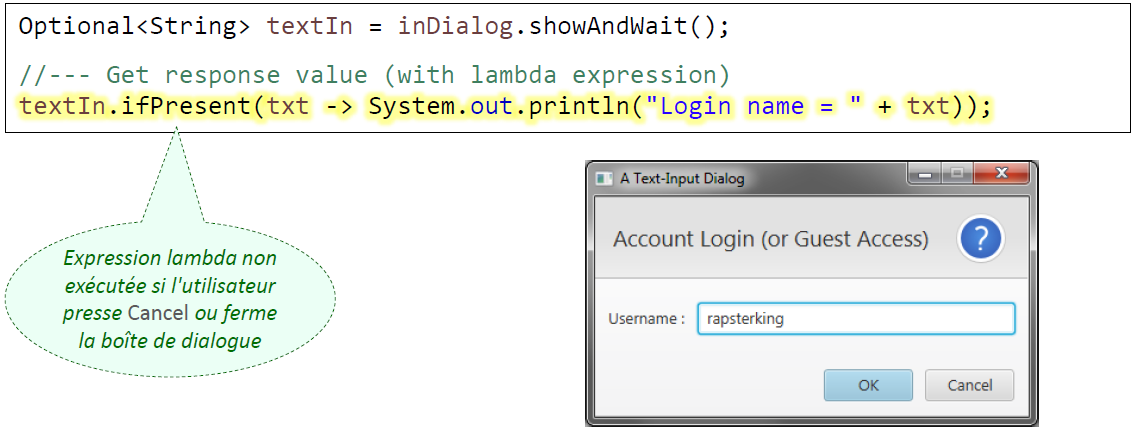 Optional<String> textIn = inDialog.showAndWait();
//--- Get response value (with lambda expression)
textIn.ifPresent(txt -> System.out.println("Login name = " + txt));
Expression lambda non
exécutée si l'utilisateur
presse Cancel ou ferme
la boîte de dialogue
A Text-Input Dialog
Account Login (or Guest Access)
?
Username :
rapsterking
OK
Cancel